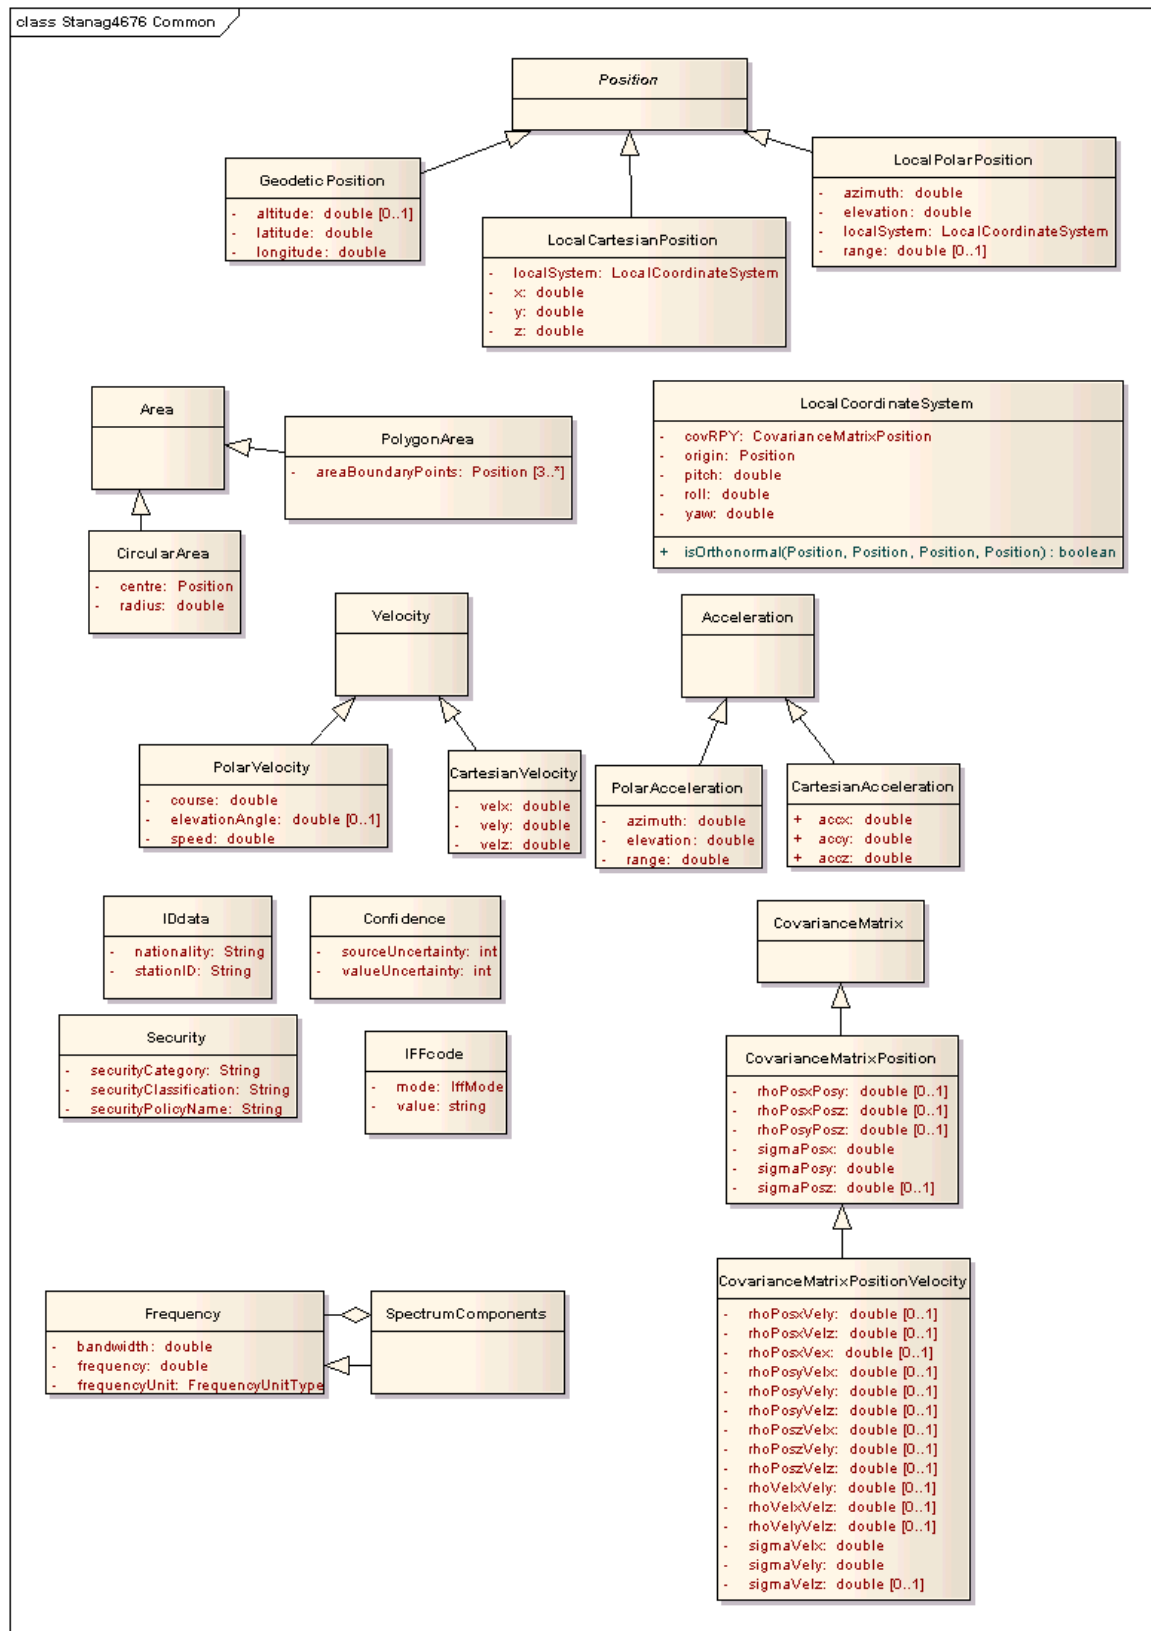 class Stanag4676 Common
Position
GeodeticPosition
- altitude: double [0..1]
- latitude: double
- longitude: double
LocalCartesianPosition
- localSystem: LocalCoordinateSystem
- x: double
- y: double
- z: double
LocalPolarPosition
- azimuth: double
- elevation: double
- localSystem: LocalCoordinateSystem
- range: double [0..1]
Area
PolygonArea
- areaBoundaryPoints: Position [3..*]
CircularArea
- centre: Position
- radius: double
LocalCoordinateSystem
- covRPY: CovarianceMatrixPosition
- origin: Position
- pitch: double
- roll: double
- yaw: double
+ isOrthonormal(Position, Position, Position, Position) : boolean
Velocity
PolarVelocity
- course: double
- elevationAngle: double [0..1]
- speed: double
CartesianVelocity
- velx: double
- vely: double
- velz: double
Acceleration
PolarAcceleration
- azimuth: double
- elevation: double
- range: double
CartesianAcceleration
+ accx: double
+ accy: double
+ accz: double
IDdata
- nationality: String
- stationID: String
Confidence
- sourceUncertainty: int
- valueUncertainty: int
Security
- securityCategory: String
- securityClassification: String
- securityPolicyName: String
IFFcode
- mode: IffMode
- value: string
CovarianceMatrix
CovarianceMatrixPosition
- rhoPosxPosy: double [0..1]
- rhoPosxPosz: double [0..1]
- rhoPosyPosz: double [0..1]
- sigmaPosx: double
- sigmaPosy: double
- sigmaPosz: double [0..1]
Frequency
- bandwidth: double
- frequency: double
- frequencyUnit: FrequencyUnitType
SpectrumComponents
CovarianceMatrixPositionVelocity
- rhoPosxVely: double [0..1]
- rhoPosxVelz: double [0..1]
- rhoPosxVex: double [0..1]
- rhoPosyVelx: double [0..1]
- rhoPosyVely: double [0..1]
- rhoPosyVelz: double [0..1]
- rhoPoszVelx: double [0..1]
- rhoPoszVely: double [0..1]
- rhoPoszVelz: double [0..1]
- rhoVelxVely: double [0..1]
- rhoVelxVelz: double [0..1]
- rhoVelyVelz: double [0..1]
- sigmaVelx: double
- sigmaVely: double
- sigmaVelz: double [0..1]